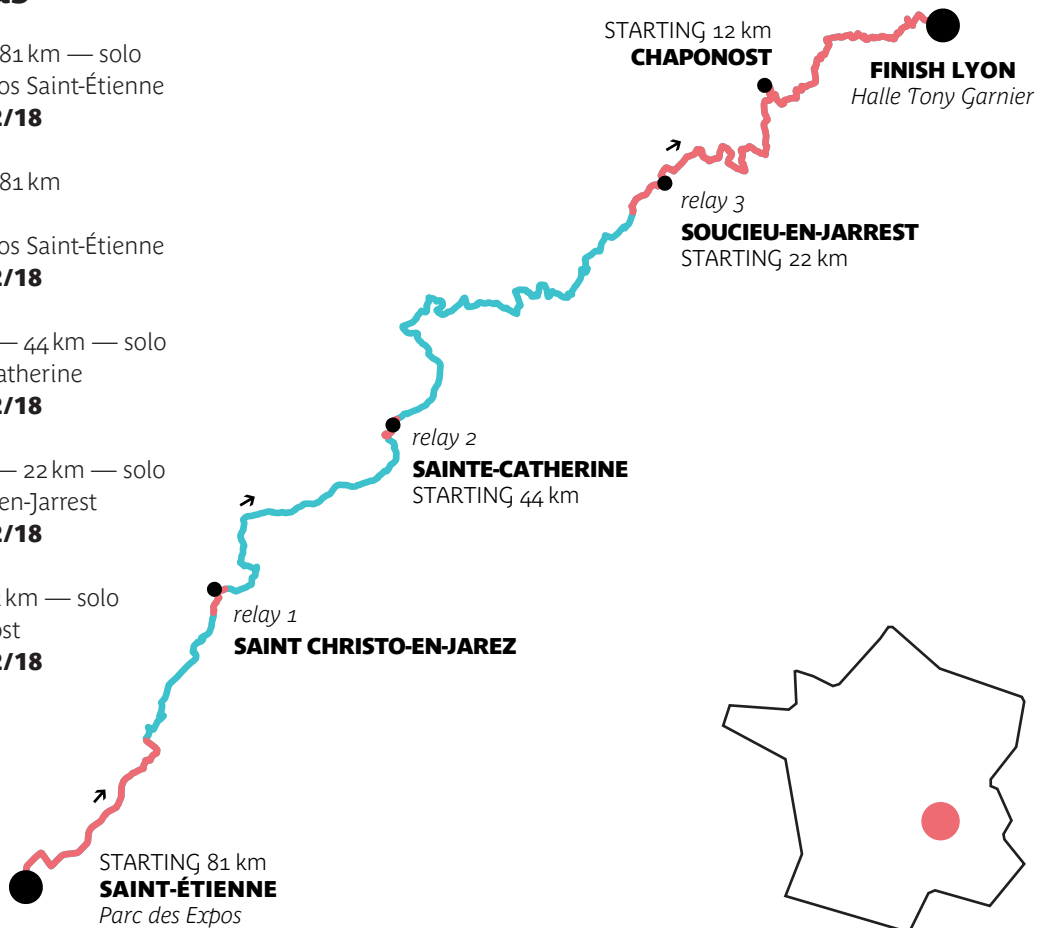 81 km — solo
os Saint-Étienne
2/18
81 km
os Saint-Étienne
2/18
— 44 km — solo
atherine
2/18
— 22 km — solo
en-Jarrest
2/18
km — solo
ost
2/18
STARTING 12 km
CHAPONOST
FINISH LYON
Halle Tony Garnier
relay 3
SOUCIEU-EN-JARREST
STARTING 22 km
relay 2
SAINTE-CATHERINE
STARTING 44 km
relay 1
SAINT CHRISTO-EN-JAREZ
STARTING 81 km
SAINT-ÉTIENNE
Parc des Expos